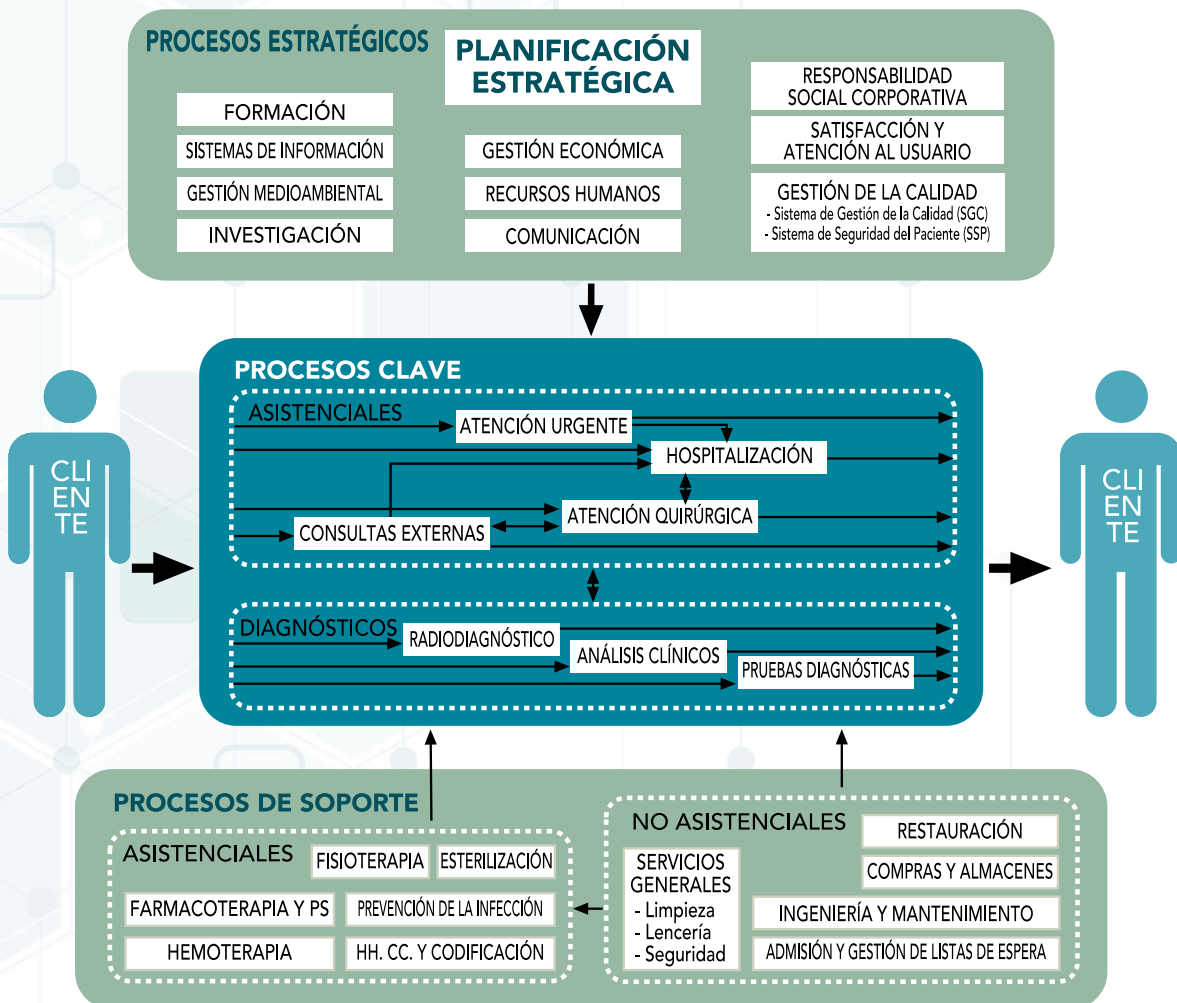 PROCESOS ESTRATÉGICOS
PLANIFICACIÓN
ESTRATÉGICA
FORMACIÓN
SISTEMAS DE INFORMACIÓN
GESTIÓN MEDIOAMBIENTAL
INVESTIGACIÓN
GESTIÓN ECONÓMICA
RECURSOS HUMANOS
COMUNICACIÓN
RESPONSABILIDAD
SOCIAL CORPORATIVA
SATISFACCIÓN Y
ATENCIÓN AL USUARIO
GESTIÓN DE LA CALIDAD
- Sistema de Gestión de la Calidad (SGC)
- Sistema de Seguridad del Paciente (SSP)
CLI
EN
TE
PROCESOS CLAVE
ASISTENCIALES
ATENCIÓN URGENTE
HOSPITALIZACIÓN
ATENCIÓN QUIRÚRGICA
CONSULTAS EXTERNAS
DIAGNÓSTICOS
RADIODIAGNÓSTICO
ANÁLISIS CLÍNICOS
PRUEBAS DIAGNÓSTICAS
CLI
EN
TE
PROCESOS DE SOPORTE
ASISTENCIALES
FISIOTERAPIA
ESTERILIZACIÓN
FARMACOTERAPIA Y PS
PREVENCIÓN DE LA INFECCIÓN
HEMOTERAPIA
HH. CC. Y CODIFICACIÓN
NO ASISTENCIALES
SERVICIOS
GENERALES
- Limpieza
- Lencería
- Seguridad
RESTAURACIÓN
COMPRAS Y ALMACENES
INGENIERÍA Y MANTENIMIENTO
ADMISIÓN Y GESTIÓN DE LISTAS DE ESPERA